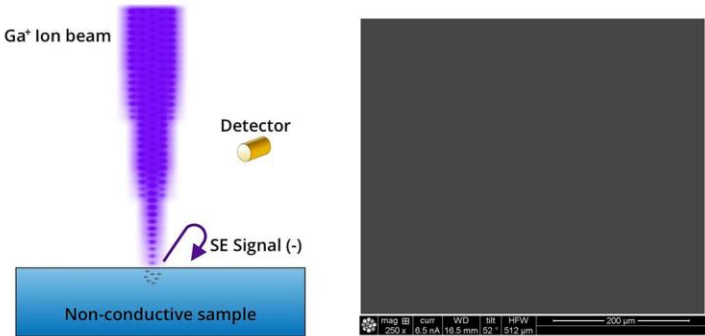 Ga⁺ Ion beam
Detector
SE Signal (-)
Non-conductive sample
mag curr WD tilt HFW 200 µm
250 x 6.5 nA 16.5 mm 52 ° 512 µm